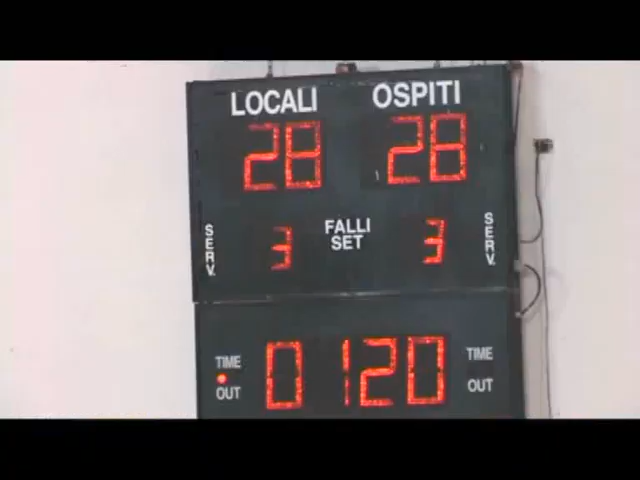 LOCALI OSPITI
28 28
SERV. 3 FALLI SET 3 SERV.
TIME OUT 0 120 TIME OUT